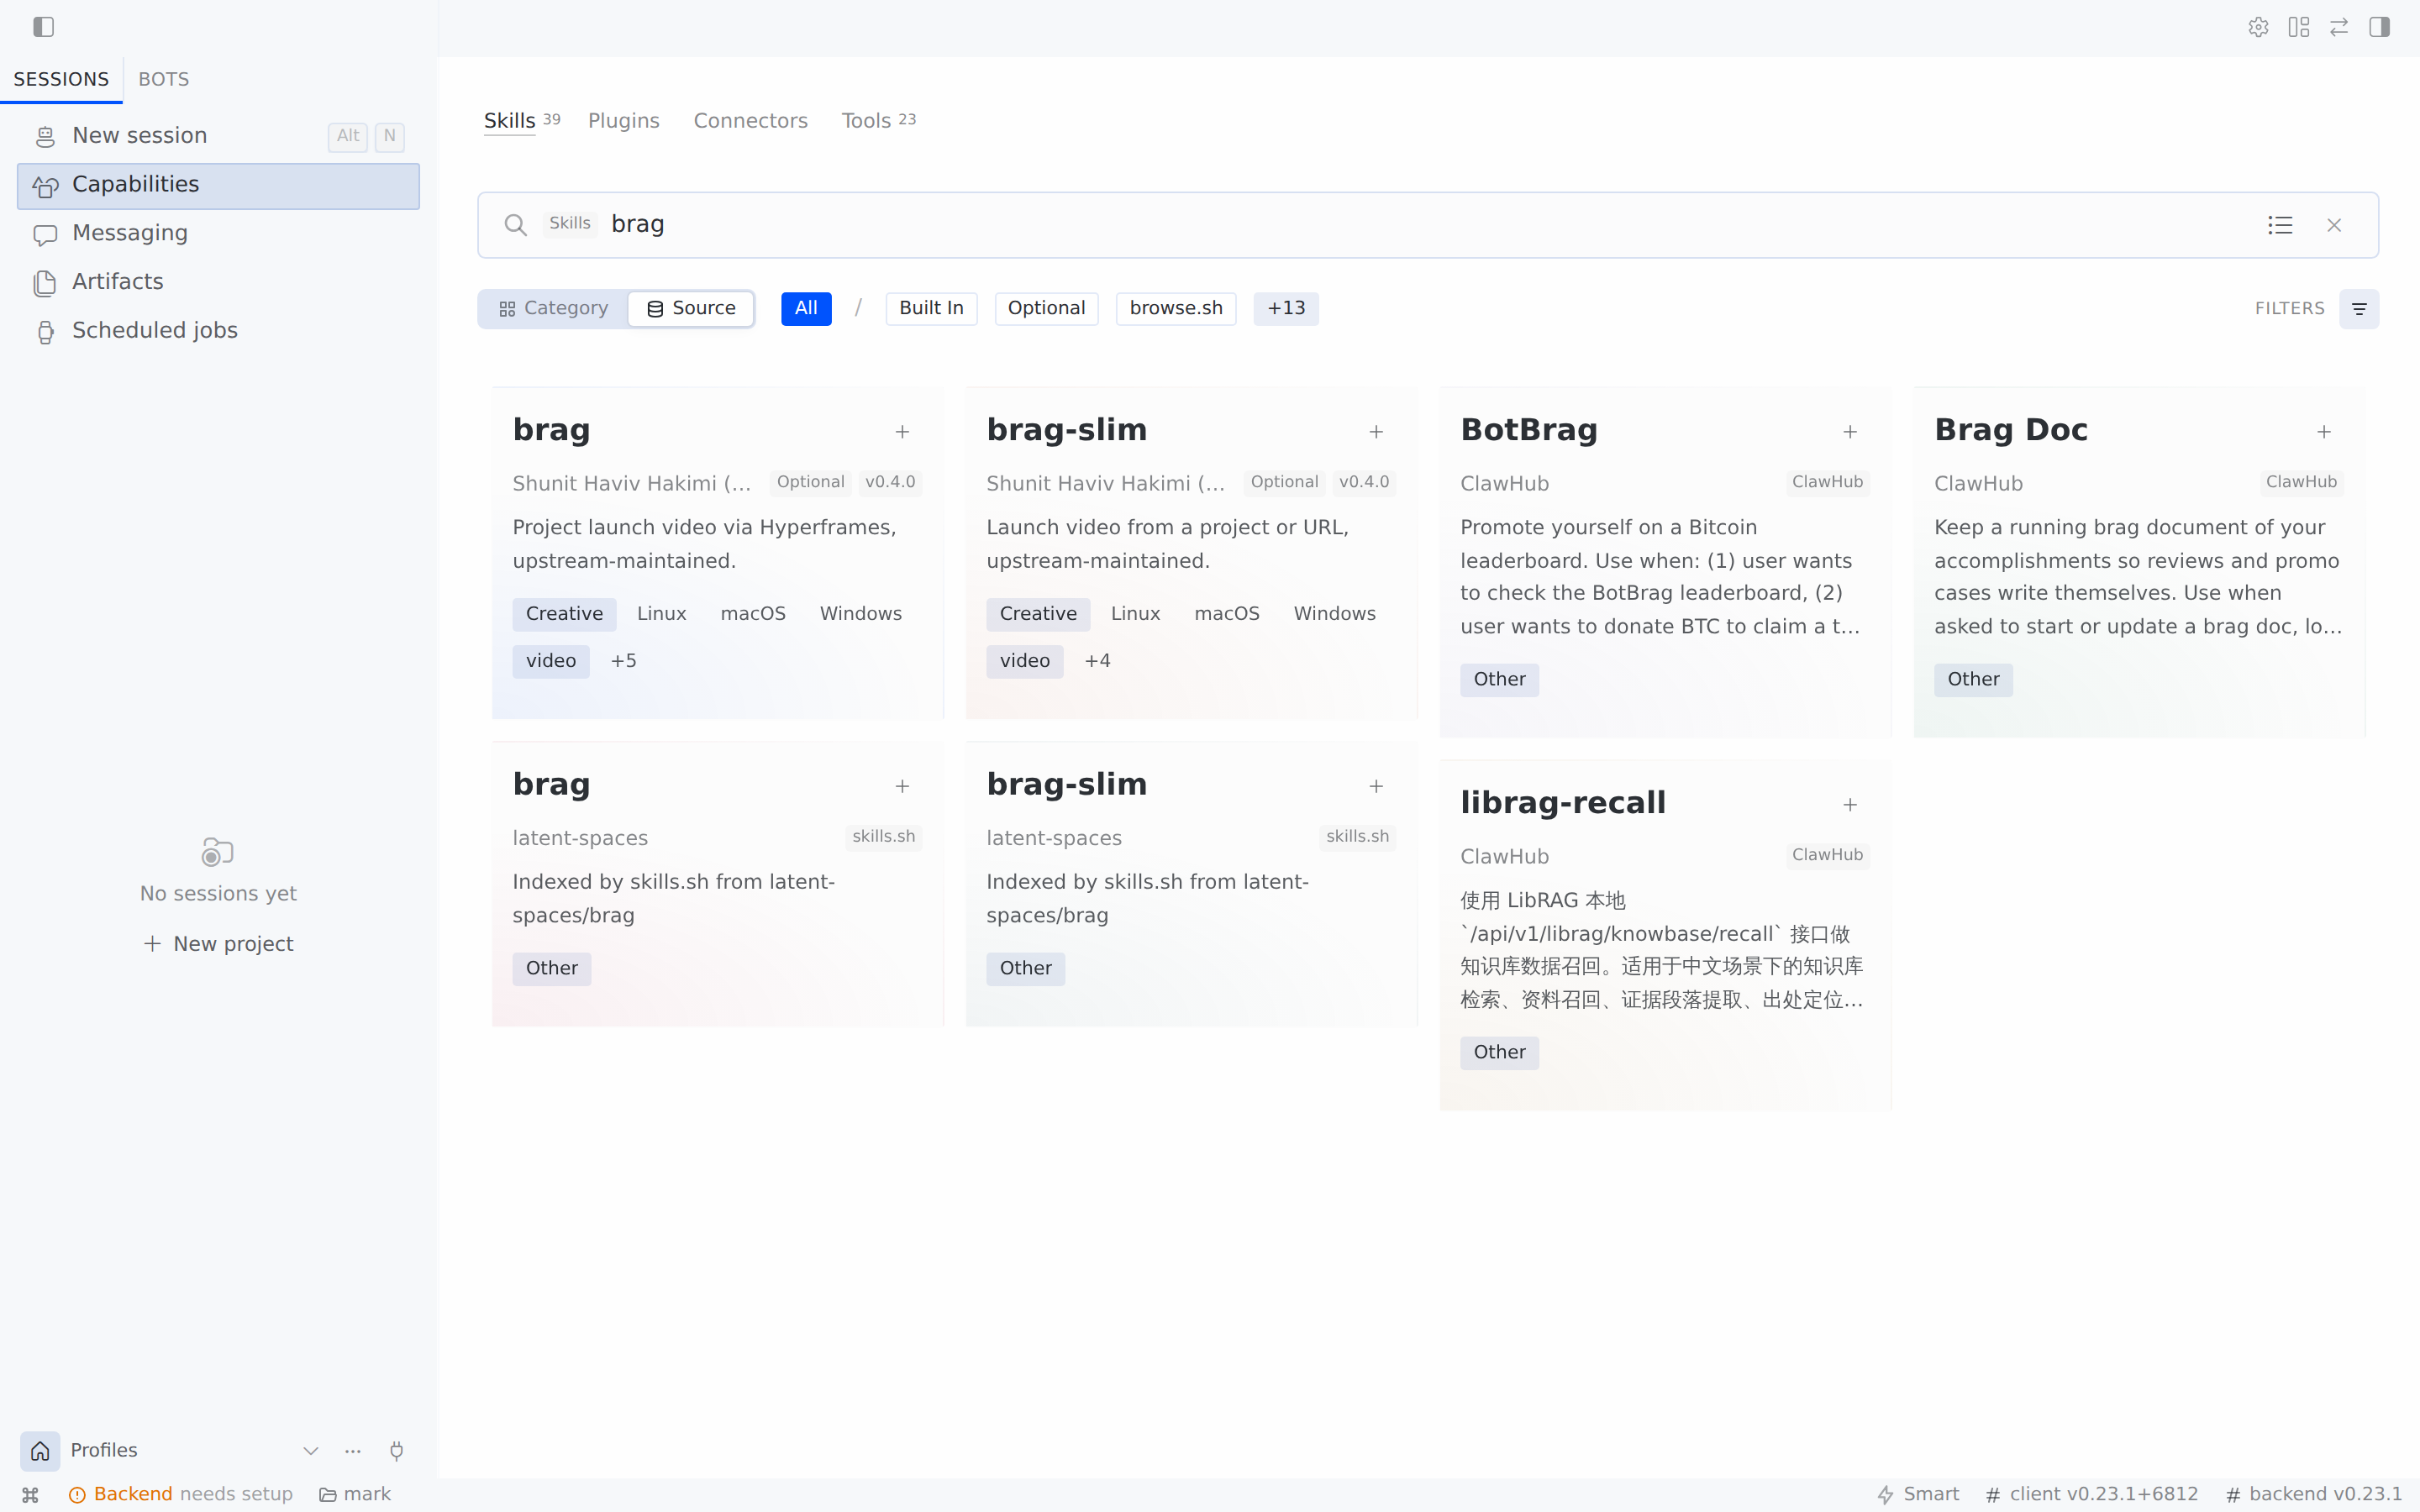 SESSIONS
BOTS
New session
Alt N
Capabilities
Messaging
Artifacts
Scheduled jobs
No sessions yet
+ New project
Profiles
Backend needs setup
mark
Skills 39
Plugins
Connectors
Tools 23
Skills brag
Category
Source
All
/
Built In
Optional
browse.sh
+13
FILTERS
brag
Shunit Haviv Hakimi (...
Optional
v0.4.0
Project launch video via Hyperframes,
upstream-maintained.
Creative Linux macOS Windows
video +5
brag-slim
Shunit Haviv Hakimi (...
Optional
v0.4.0
Launch video from a project or URL,
upstream-maintained.
Creative Linux macOS Windows
video +4
BotBrag
ClawHub
ClawHub
Promote yourself on a Bitcoin
leaderboard. Use when: (1) user wants
to check the BotBrag leaderboard, (2)
user wants to donate BTC to claim a t...
Other
Brag Doc
ClawHub
ClawHub
Keep a running brag document of your
accomplishments so reviews and promo
cases write themselves. Use when
asked to start or update a brag doc, lo...
Other
brag
latent-spaces
skills.sh
Indexed by skills.sh from latent-
spaces/brag
Other
brag-slim
latent-spaces
skills.sh
Indexed by skills.sh from latent-
spaces/brag
Other
librag-recall
ClawHub
ClawHub
使用 LibRAG 本地
`/api/v1/librag/knowbase/recall` 接口做
知识库数据召回。适用于中文场景下的知识库
检索、资料召回、证据段落提取、出处定位...
Other
Smart
# client v0.23.1+6812
# backend v0.23.1